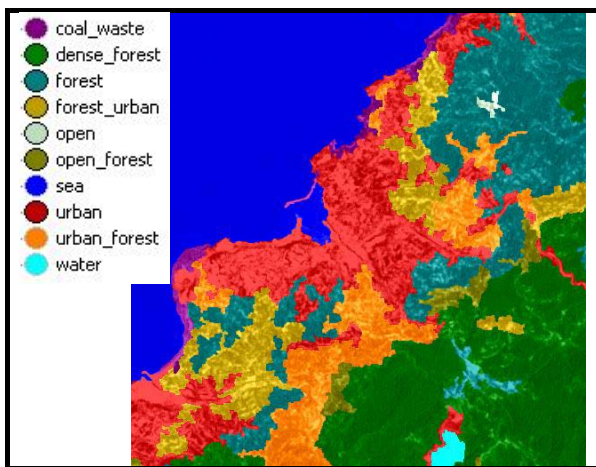 coal_waste
dense_forest
forest
forest_urban
open
open_forest
sea
urban
urban_forest
water